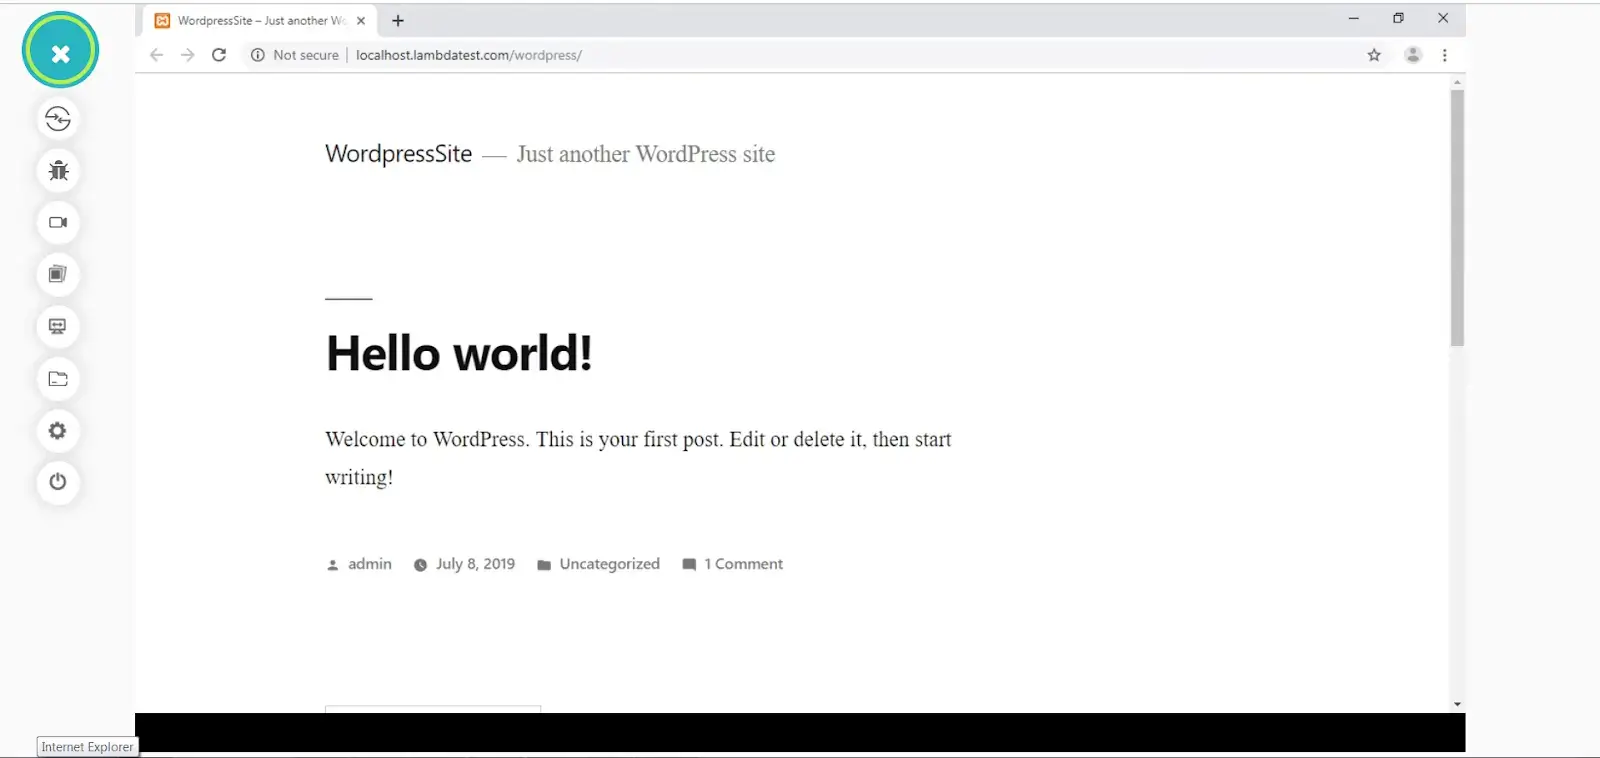 WordpressSite – Just another Wo
Not secure | localhost.lambdatest.com/wordpress/
WordpressSite — Just another WordPress site
Hello world!
Welcome to WordPress. This is your first post. Edit or delete it, then start
writing!
admin July 8, 2019 Uncategorized 1 Comment
Internet Explorer